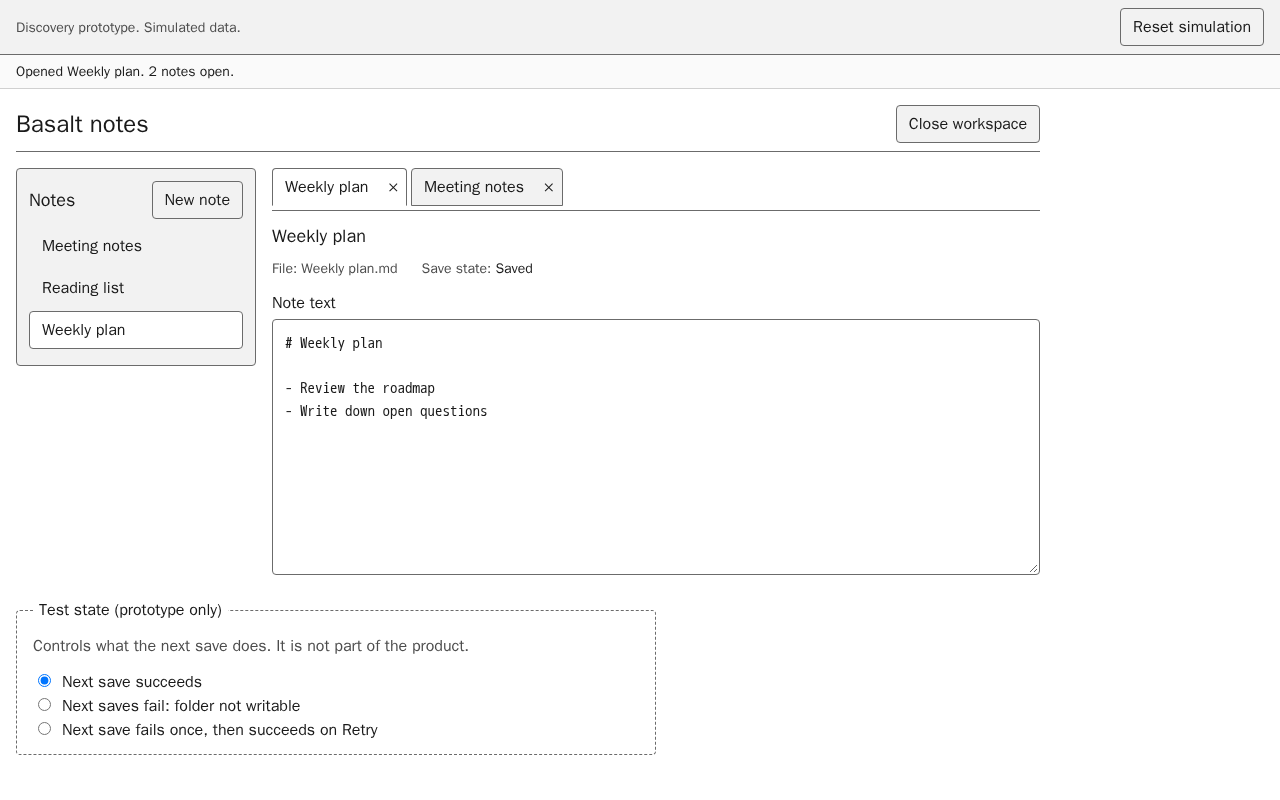 Discovery prototype. Simulated data.
Reset simulation
Opened Weekly plan. 2 notes open.
Basalt notes
Close workspace
Notes
New note
Meeting notes
Reading list
Weekly plan
Weekly plan ×
Meeting notes ×
Weekly plan
File: Weekly plan.md
Save state: Saved
Note text
# Weekly plan
- Review the roadmap
- Write down open questions
Test state (prototype only)
Controls what the next save does. It is not part of the product.
Next save succeeds
Next saves fail: folder not writable
Next save fails once, then succeeds on Retry